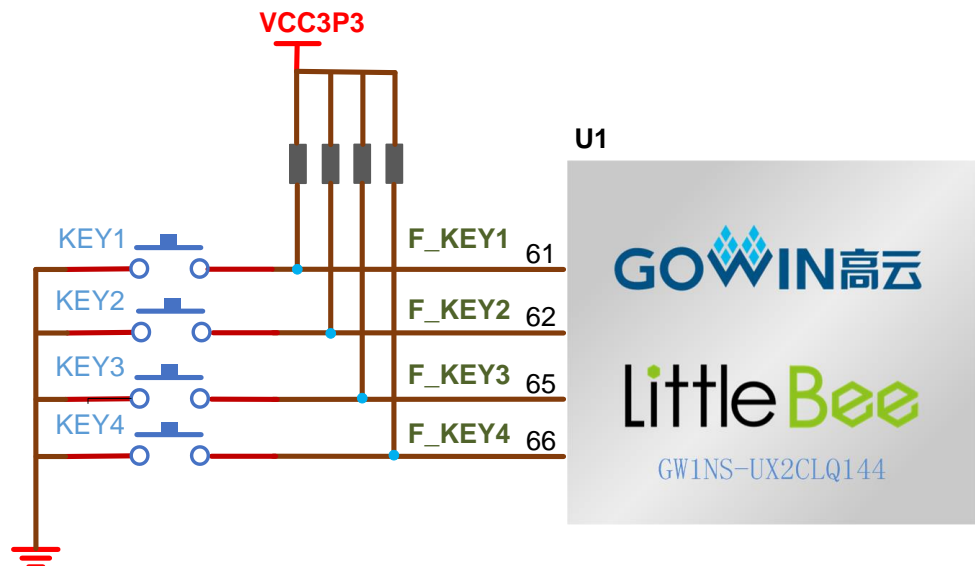 VCC3P3
U1
KEY1
F_KEY1
61
KEY2
F_KEY2
62
KEY3
F_KEY3
65
KEY4
F_KEY4
66
GOWIN高云
LittleBee
GW1NS-UX2CLQ144